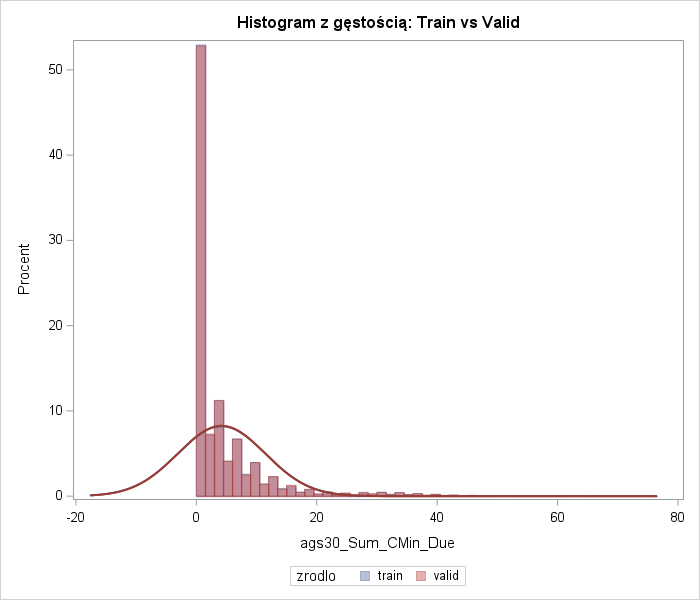 Histogram z gęstością: Train vs Valid
50
40
30
20
10
0
Procent
-20 0 20 40 60 80
ags30_Sum_CMin_Due
zrodlo train valid